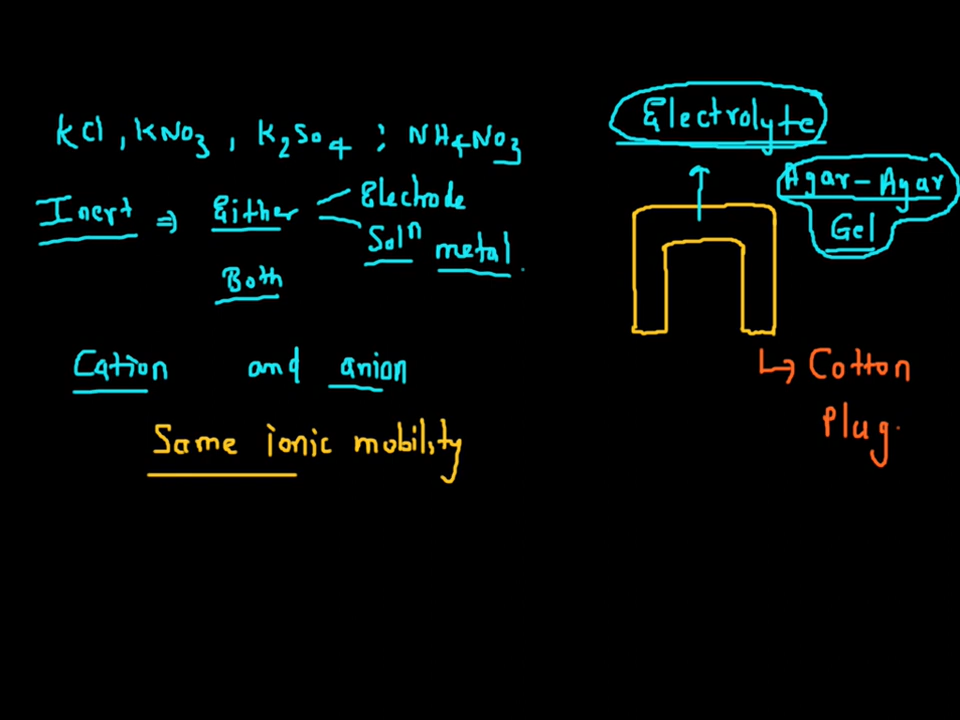 KCl, KNO3, K2SO4 ; NH4NO3
Inert ⇒ Either Electrode
Soln metal.
Both
Cation and anion
Same ionic mobility
Electrolyte
Agar-Agar
Gel
↳ Cotton
Plug.